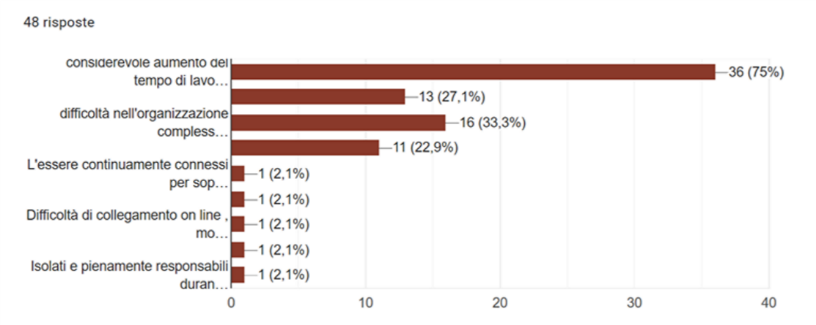 48 risposte
considerevole aumento del
tempo di lavo…
36 (75%)
13 (27,1%)
difficoltà nell'organizzazione
compless…
16 (33,3%)
11 (22,9%)
L'essere continuamente connessi
per sop…
1 (2,1%)
1 (2,1%)
Difficoltà di collegamento on line ,
mo…
1 (2,1%)
1 (2,1%)
Isolati e pienamente responsabili
duran…
1 (2,1%)
0 10 20 30 40